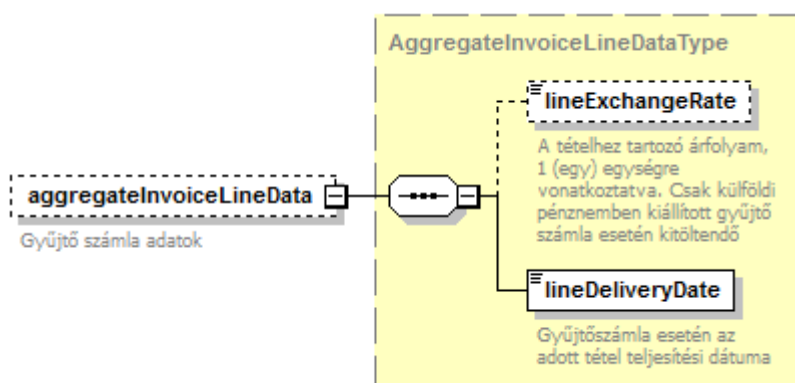 AggregateInvoiceLineDataType
lineExchangeRate
A tételhez tartozó árfolyam,
1 (egy) egységre
vonatkoztatva. Csak külföldi
pénznemben kiállított gyűjtő
számla esetén kitöltendő
aggregateInvoiceLineData
Gyűjtő számla adatok
lineDeliveryDate
Gyűjtőszámla esetén az
adott tétel teljesítési dátuma